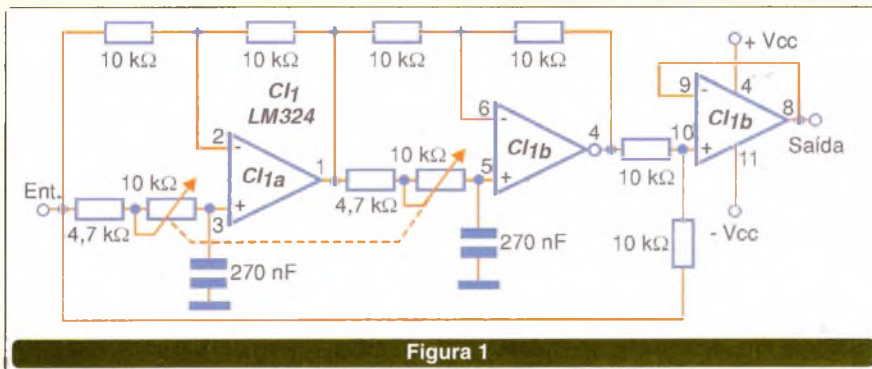 10 kΩ 10 kΩ 10 kΩ 10 kΩ
+ Vcc
CI1
LM324
9 - 4 8
2 - 6 - 4
CI1b
CI1a 1 10 kΩ 5 + CI1b 10 + 11 Saída
Ent. 10 kΩ + 3
10 kΩ
4,7 kΩ 4,7 kΩ
- Vcc
10 kΩ
270 nF 270 nF
Figura 1